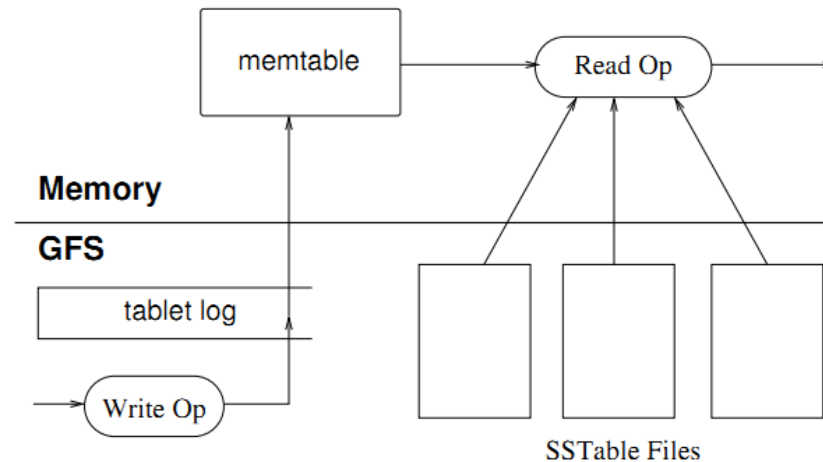 memtable
Read Op
Memory
GFS
tablet log
Write Op
SSTable Files